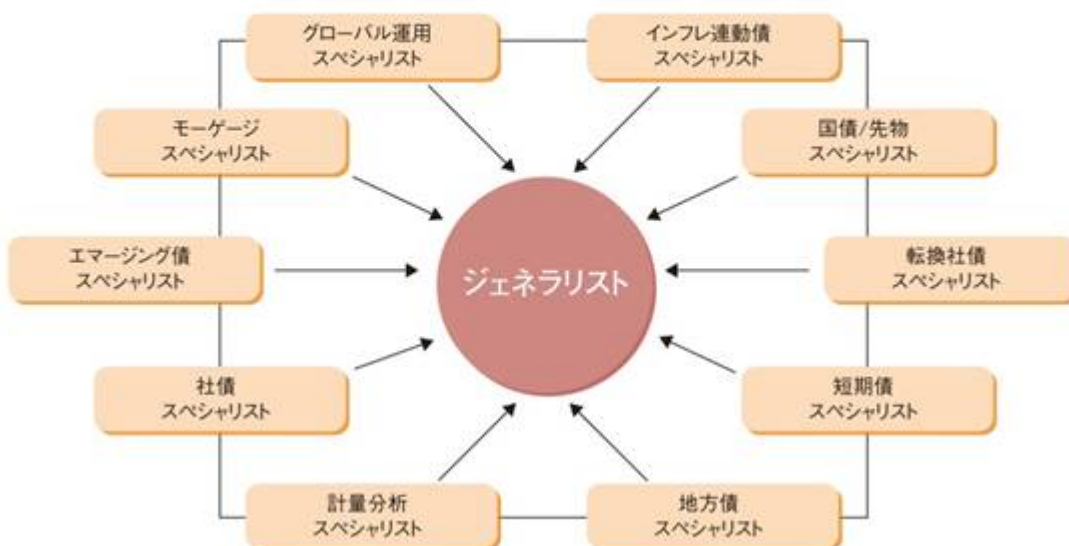 グローバル運用
スペシャリスト
インフレ連動債
スペシャリスト
モーゲージ
スペシャリスト
国債/先物
スペシャリスト
エマージング債
スペシャリスト
ジェネラリスト
転換社債
スペシャリスト
社債
スペシャリスト
短期債
スペシャリスト
計量分析
スペシャリスト
地方債
スペシャリスト